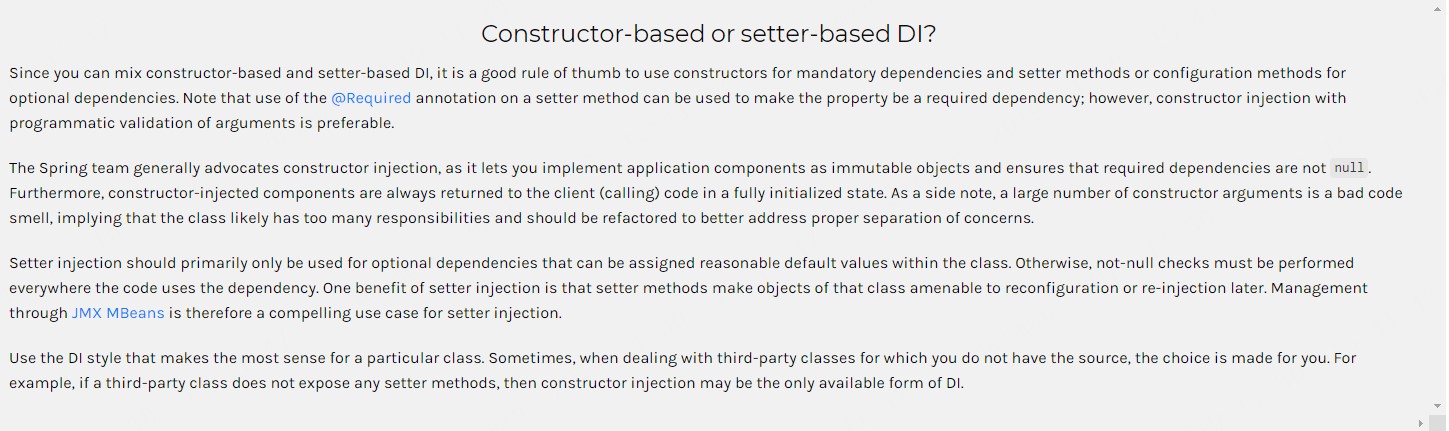 Constructor-based or setter-based DI?
Since you can mix constructor-based and setter-based DI, it is a good rule of thumb to use constructors for mandatory dependencies and setter methods or configuration methods for
optional dependencies. Note that use of the @Required annotation on a setter method can be used to make the property be a required dependency; however, constructor injection with
programmatic validation of arguments is preferable.
The Spring team generally advocates constructor injection, as it lets you implement application components as immutable objects and ensures that required dependencies are not null.
Furthermore, constructor-injected components are always returned to the client (calling) code in a fully initialized state. As a side note, a large number of constructor arguments is a bad code
smell, implying that the class likely has too many responsibilities and should be refactored to better address proper separation of concerns.
Setter injection should primarily only be used for optional dependencies that can be assigned reasonable default values within the class. Otherwise, not-null checks must be performed
everywhere the code uses the dependency. One benefit of setter injection is that setter methods make objects of that class amenable to reconfiguration or re-injection later. Management
through JMX MBeans is therefore a compelling use case for setter injection.
Use the DI style that makes the most sense for a particular class. Sometimes, when dealing with third-party classes for which you do not have the source, the choice is made for you. For
example, if a third-party class does not expose any setter methods, then constructor injection may be the only available form of DI.